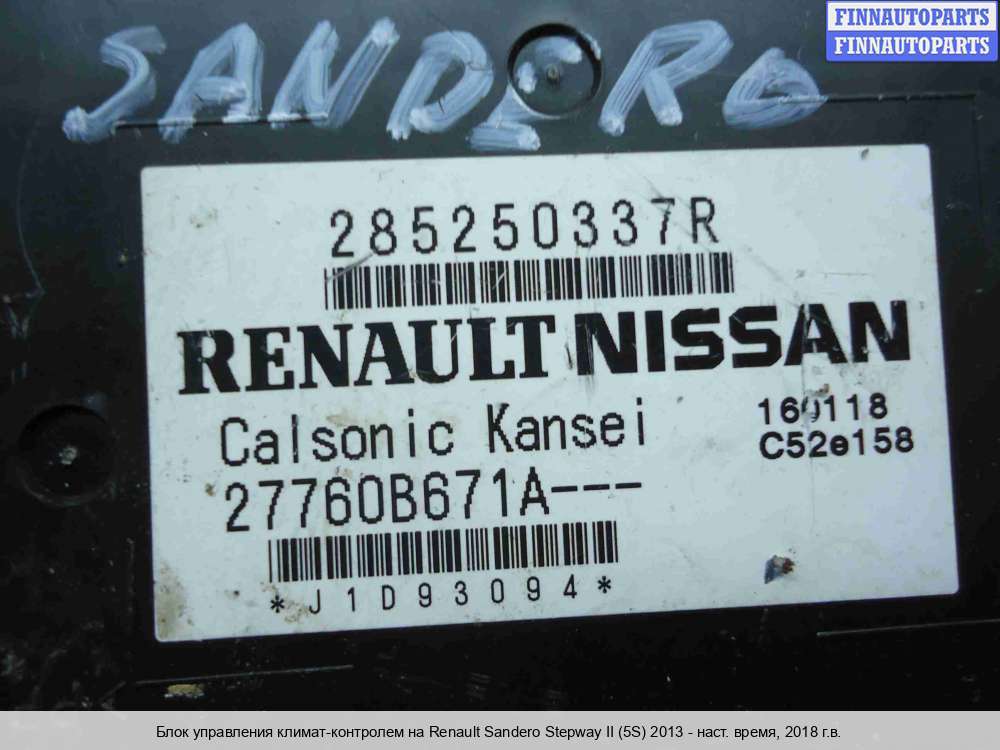 FINNAUTOPARTS
FINNAUTOPARTS
SANDERO
285250337R
RENAULT NISSAN
Calsonic Kansei
160118
C52e158
27760B671A---
*J1D93094*
Блок управления климат-контролем на Renault Sandero Stepway II (5S) 2013 - наст. время, 2018 г.в.